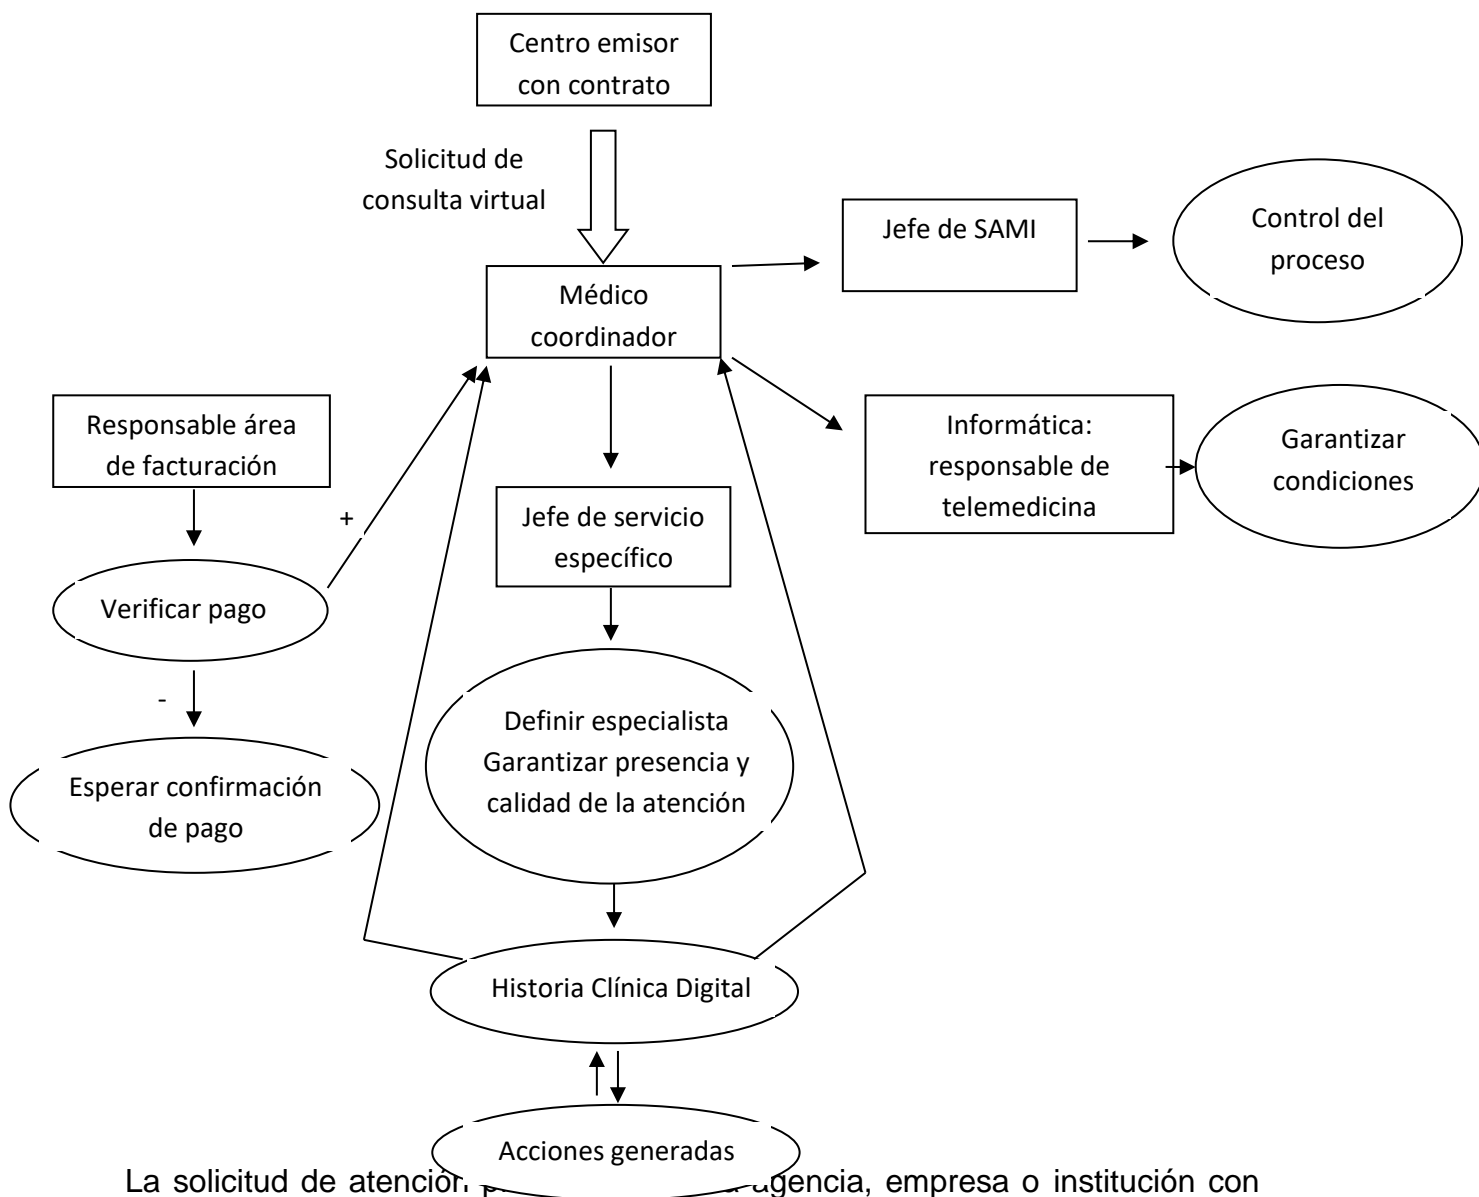 Centro emisor
con contrato
Solicitud de
consulta virtual
Jefe de SAMI
Control del
proceso
Médico
coordinador
Responsable área
de facturación
Informática:
responsable de
telemedicina
Garantizar
condiciones
+
Jefe de servicio
específico
Verificar pago
-
Definir especialista
Garantizar presencia y
calidad de la atención
Esperar confirmación
de pago
Historia Clínica Digital
Acciones generadas
La solicitud de atención agencia, empresa o institución con